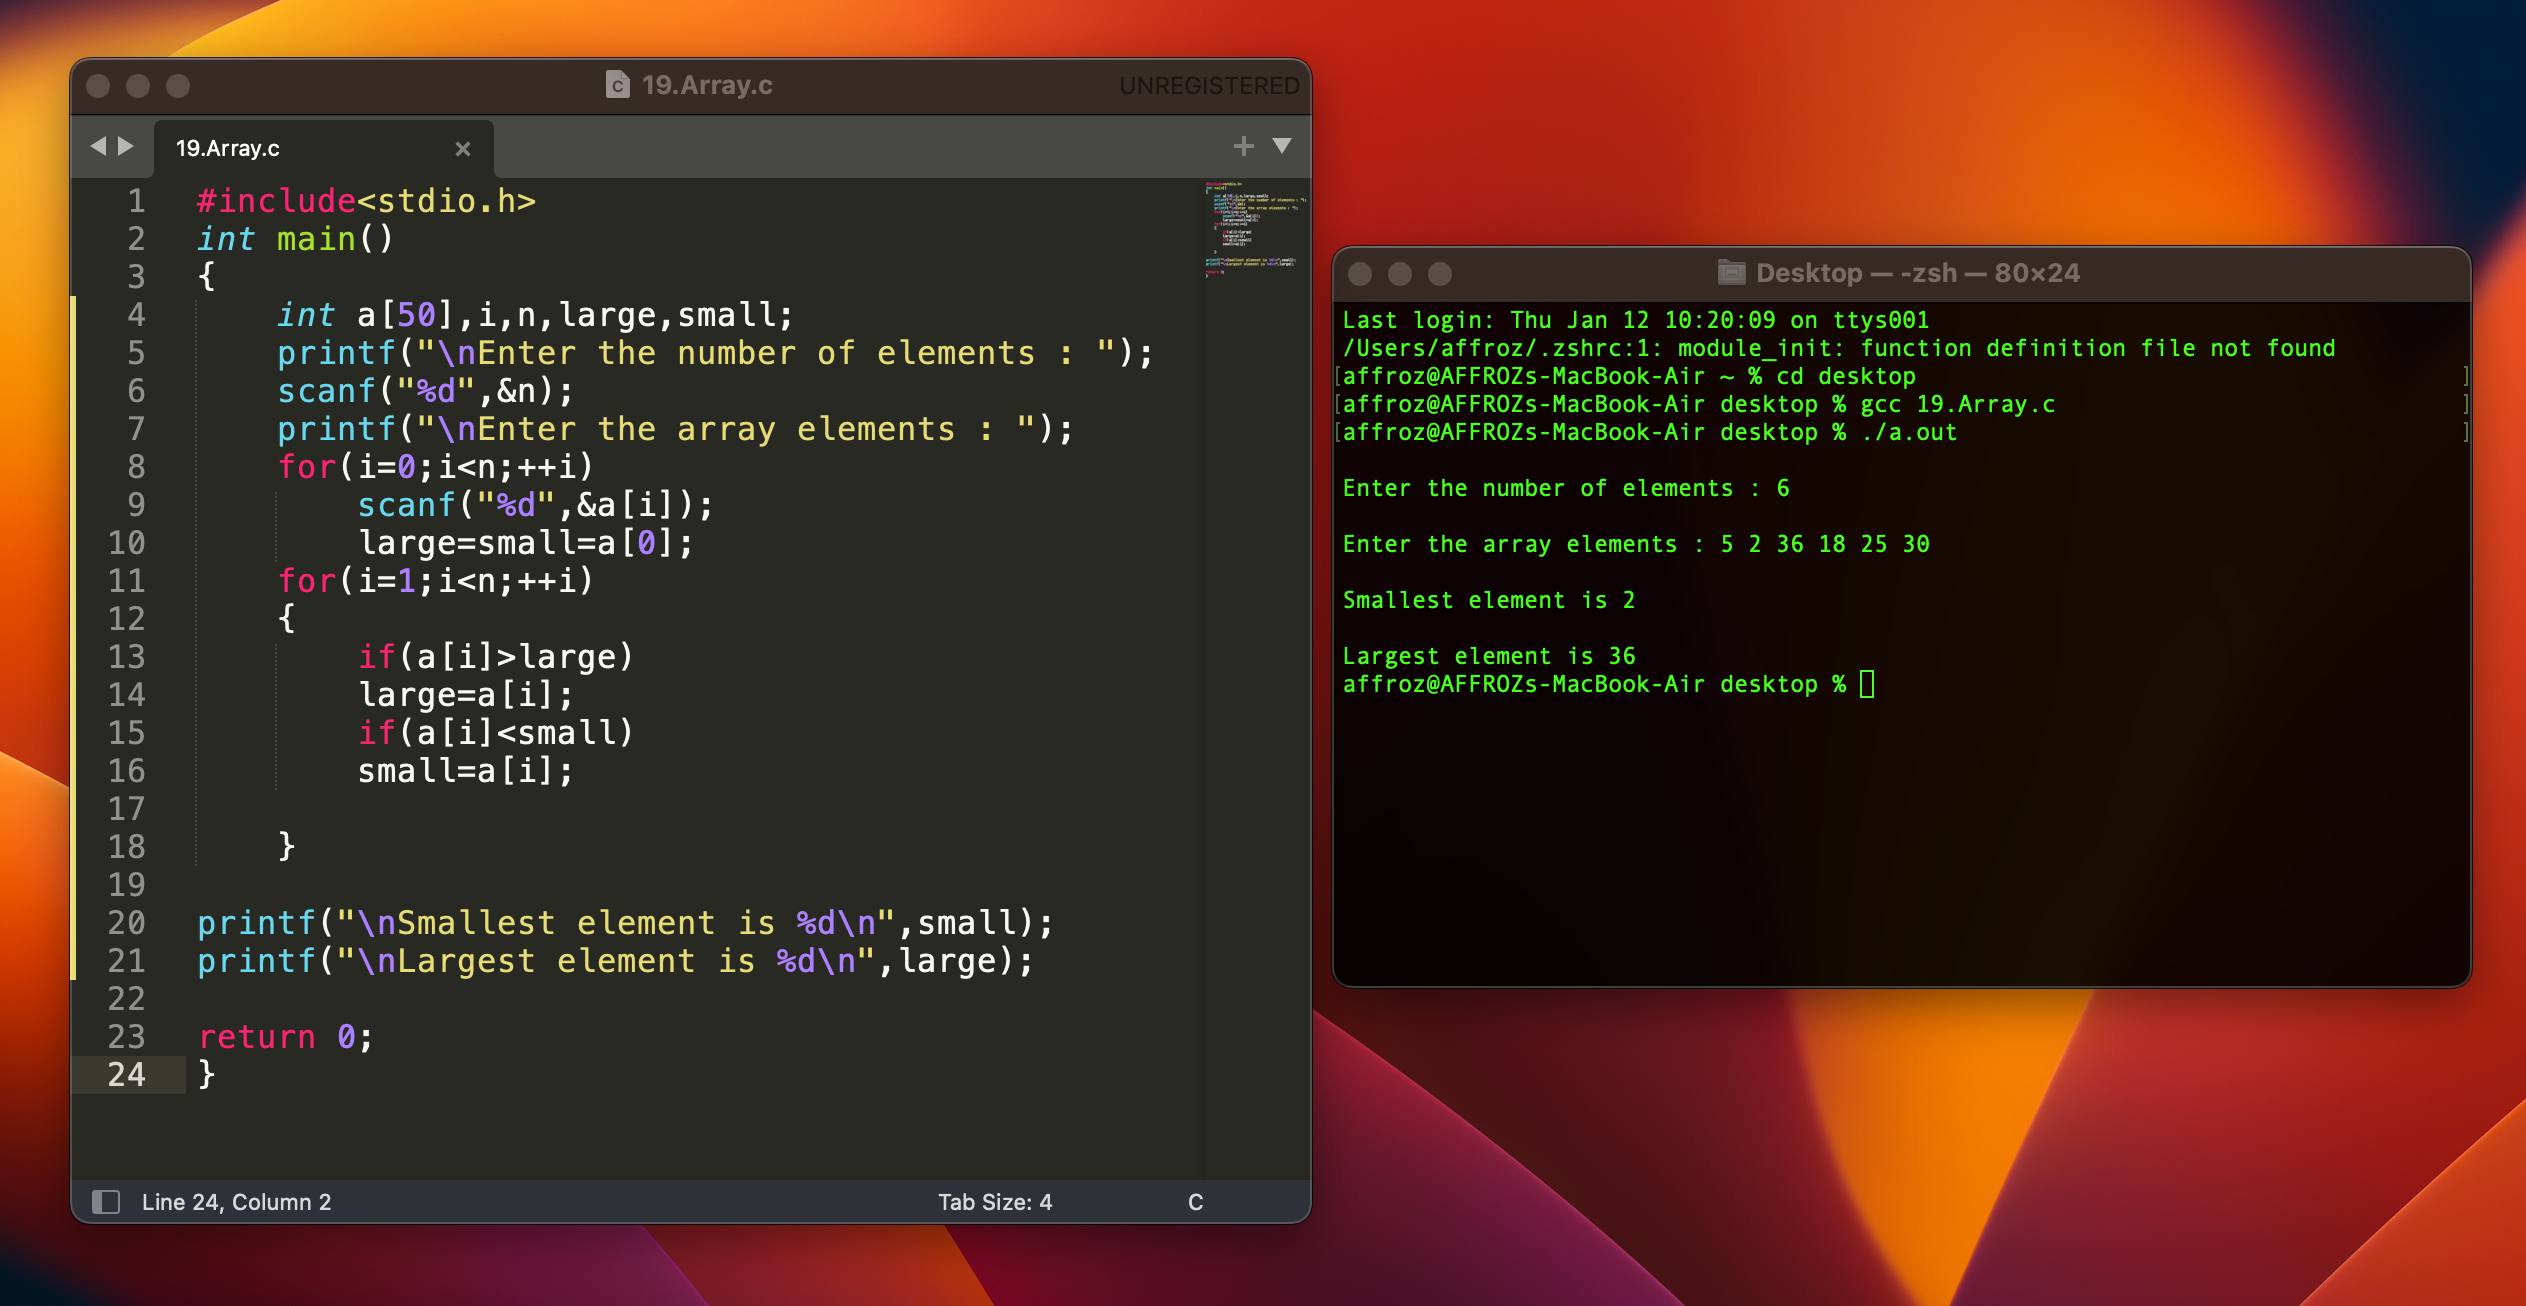 19.Array.c
UNREGISTERED
19.Array.c
1 #include<stdio.h>
2 int main()
3 {
4     int a[50],i,n,large,small;
5     printf("\nEnter the number of elements : ");
6     scanf("%d",&n);
7     printf("\nEnter the array elements : ");
8     for(i=0;i<n;++i)
9         scanf("%d",&a[i]);
10         large=small=a[0];
11     for(i=1;i<n;++i)
12     {
13         if(a[i]>large)
14         large=a[i];
15         if(a[i]<small)
16         small=a[i];
17
18     }
19
20 printf("\nSmallest element is %d\n",small);
21 printf("\nLargest element is %d\n",large);
22
23 return 0;
24 }
Line 24, Column 2
Tab Size: 4
C
Desktop — -zsh — 80×24
Last login: Thu Jan 12 10:20:09 on ttys001
/Users/affroz/.zshrc:1: module_init: function definition file not found
[affroz@AFFROZs-MacBook-Air ~ % cd desktop ]
[affroz@AFFROZs-MacBook-Air desktop % gcc 19.Array.c ]
[affroz@AFFROZs-MacBook-Air desktop % ./a.out ]
Enter the number of elements : 6
Enter the array elements : 5 2 36 18 25 30
Smallest element is 2
Largest element is 36
affroz@AFFROZs-MacBook-Air desktop %